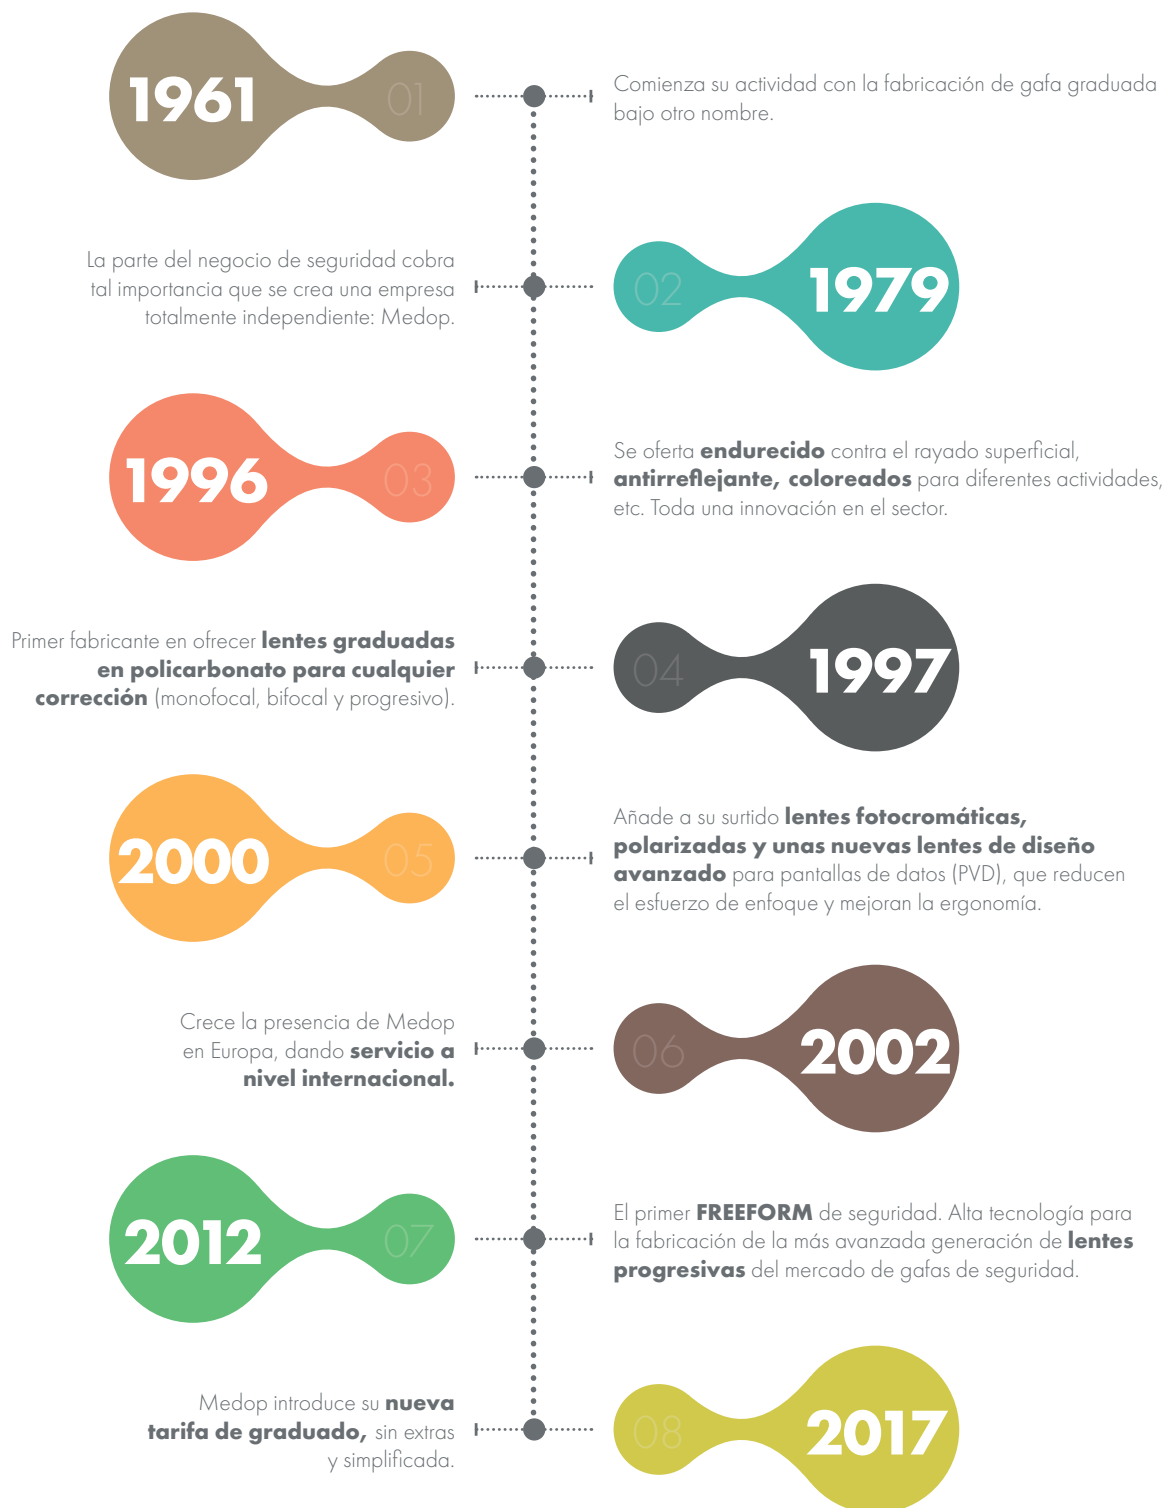 1961
01
Comienza su actividad con la fabricación de gafa graduada
bajo otro nombre.
La parte del negocio de seguridad cobra
tal importancia que se crea una empresa
totalmente independiente: Medop.
02
1979
1996
03
Se oferta endurecido contra el rayado superficial,
antirreflejante, coloreados para diferentes actividades,
etc. Toda una innovación en el sector.
Primer fabricante en ofrecer lentes graduadas
en policarbonato para cualquier
corrección (monofocal, bifocal y progresivo).
04
1997
2000
05
Añade a su surtido lentes fotocromáticas,
polarizadas y unas nuevas lentes de diseño
avanzado para pantallas de datos (PVD), que reducen
el esfuerzo de enfoque y mejoran la ergonomía.
Crece la presencia de Medop
en Europa, dando servicio a
nivel internacional.
06
2002
2012
07
El primer FREEFORM de seguridad. Alta tecnología para
la fabricación de la más avanzada generación de lentes
progresivas del mercado de gafas de seguridad.
Medop introduce su nueva
tarifa de graduado, sin extras
y simplificada.
08
2017